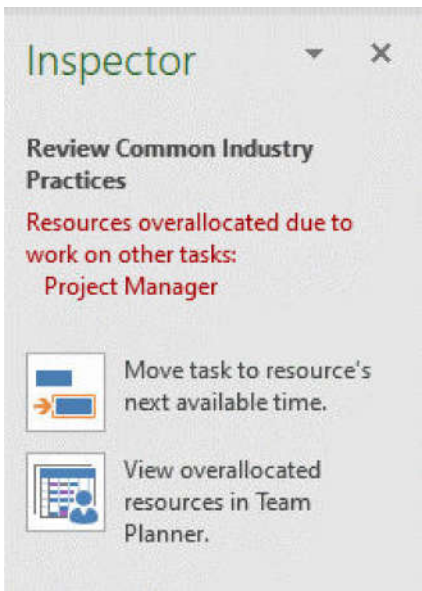 Inspector
Review Common Industry
Practices
Resources overallocated due to
work on other tasks:
Project Manager
Move task to resource's
next available time.
View overallocated
resources in Team
Planner.